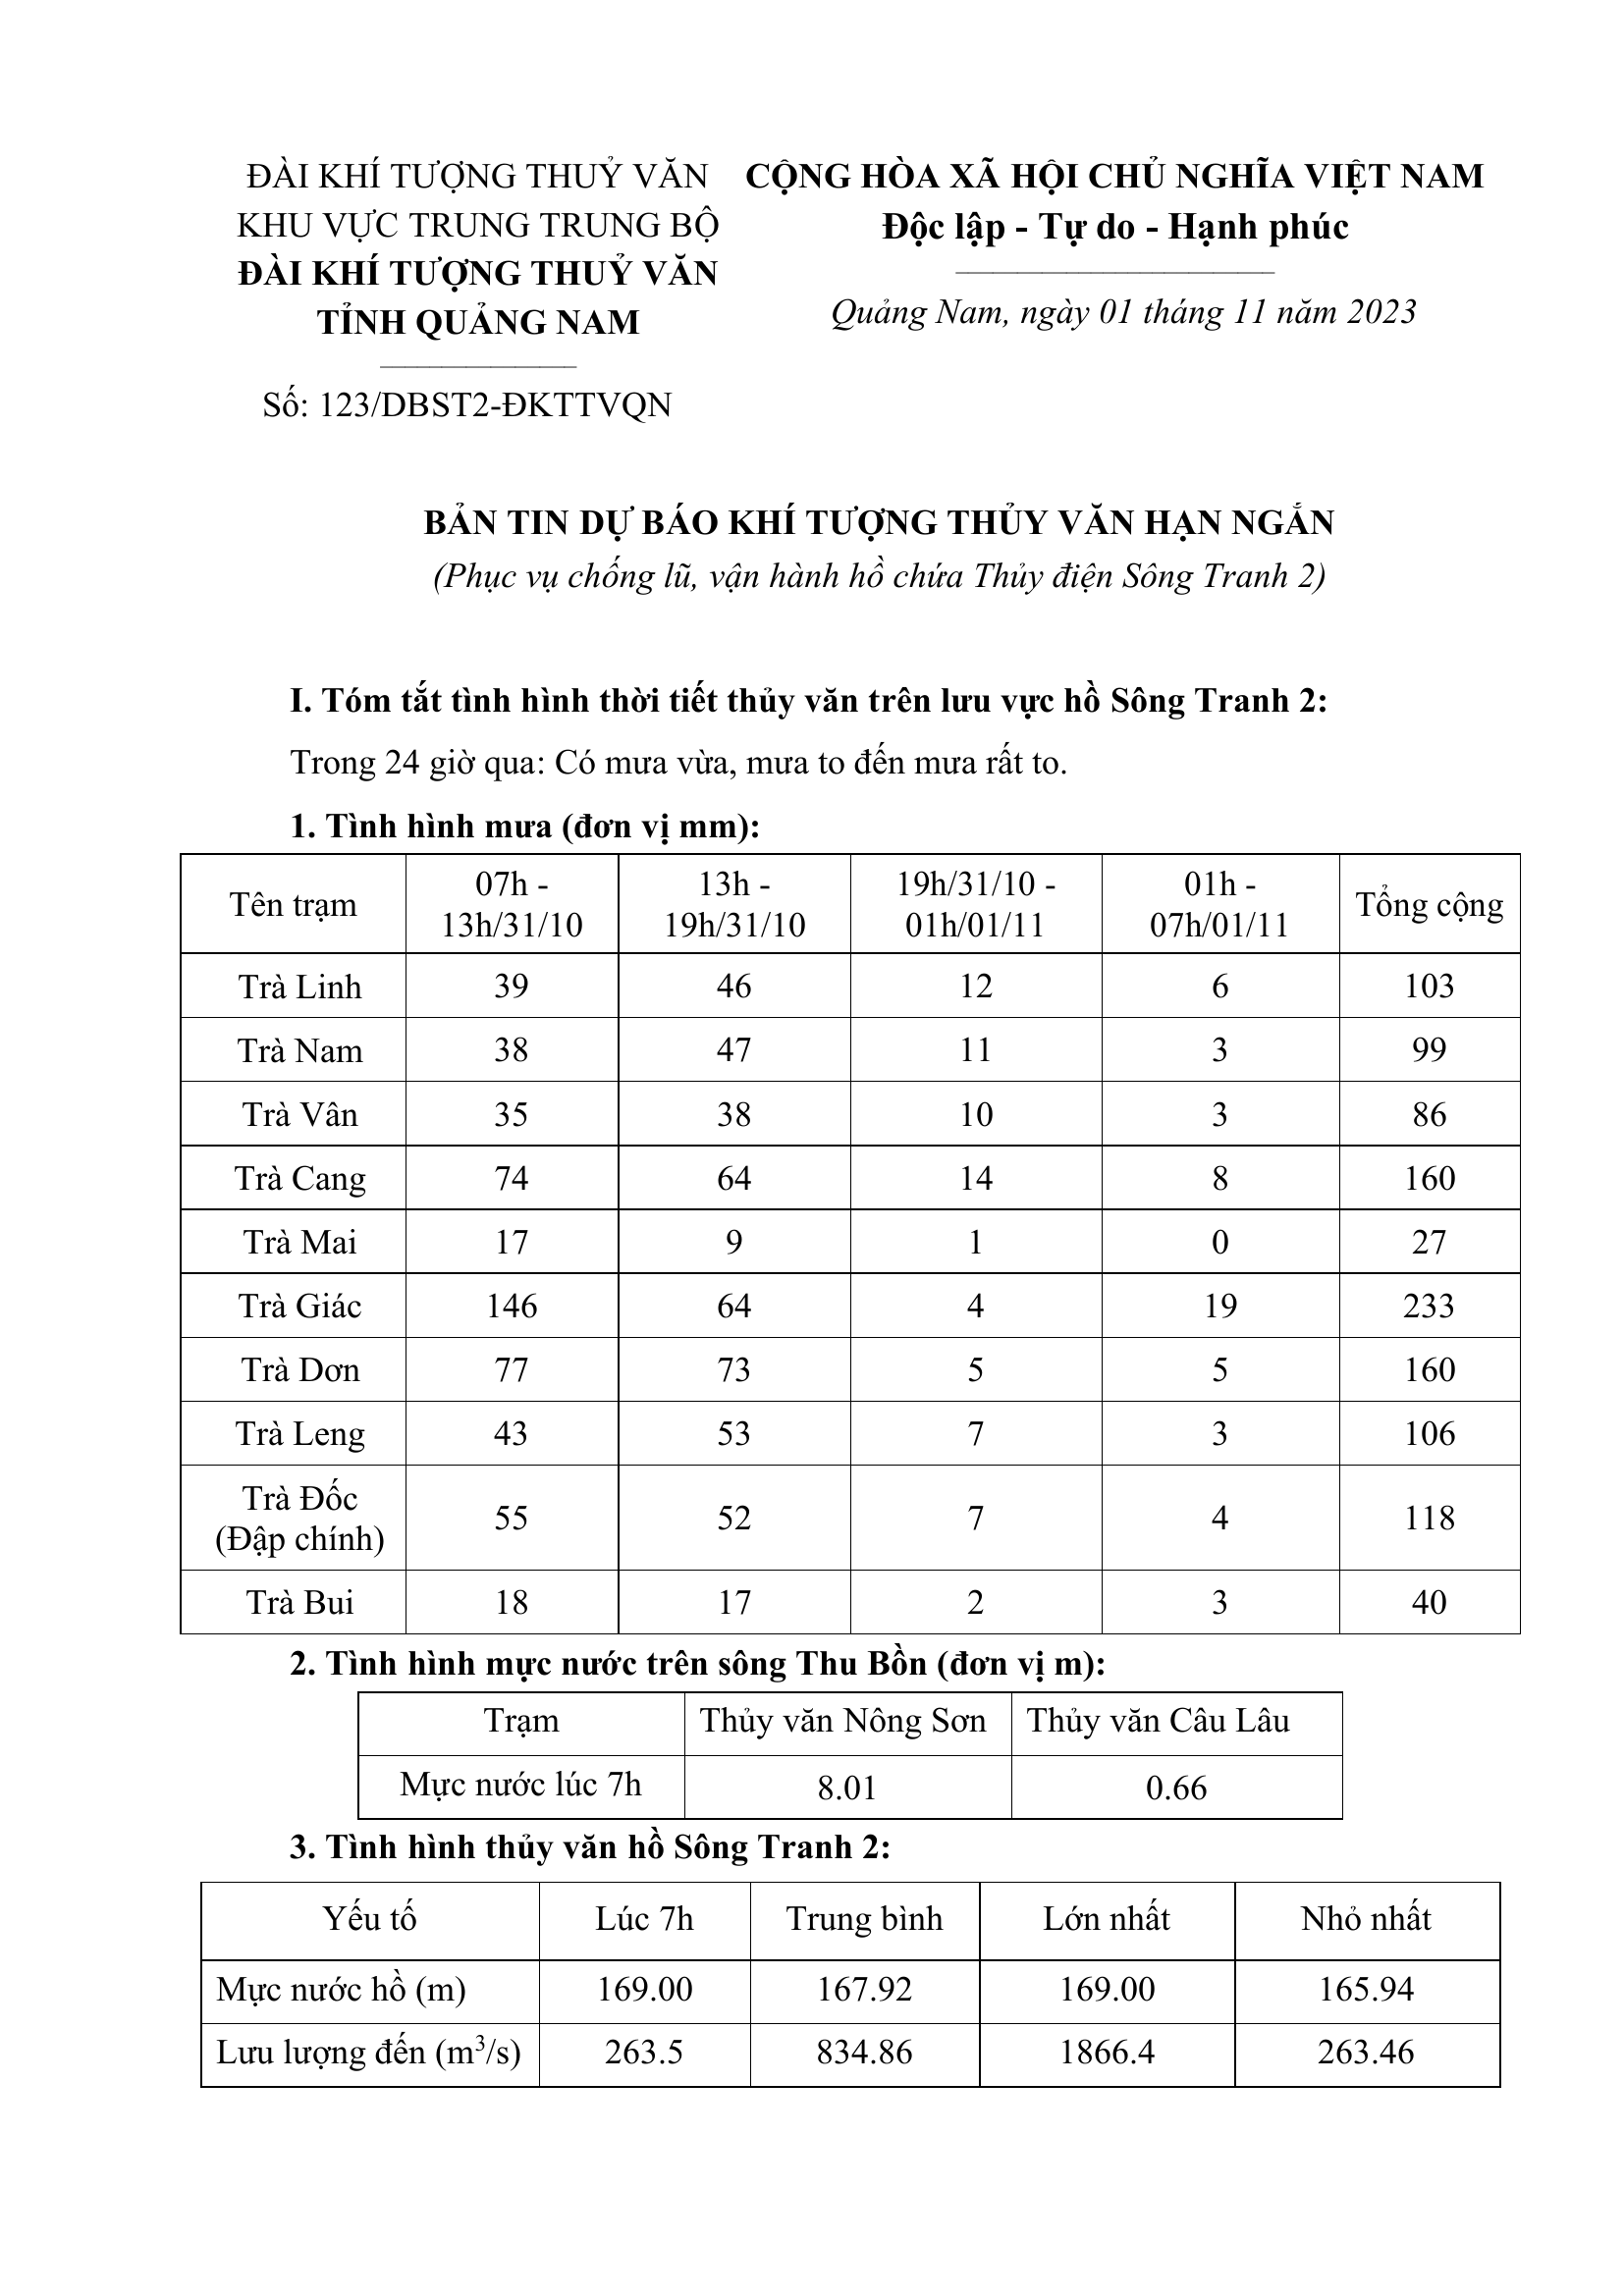 ĐÀI KHÍ TƯỢNG THUỶ VĂN
KHU VỰC TRUNG TRUNG BỘ
ĐÀI KHÍ TƯỢNG THUỶ VĂN
TỈNH QUẢNG NAM
Số: 123/DBST2-ĐKTTVQN
CỘNG HÒA XÃ HỘI CHỦ NGHĨA VIỆT NAM
Độc lập - Tự do - Hạnh phúc
Quảng Nam, ngày 01 tháng 11 năm 2023
BẢN TIN DỰ BÁO KHÍ TƯỢNG THỦY VĂN HẠN NGẮN
(Phục vụ chống lũ, vận hành hồ chứa Thủy điện Sông Tranh 2)
I. Tóm tắt tình hình thời tiết thủy văn trên lưu vực hồ Sông Tranh 2:
Trong 24 giờ qua: Có mưa vừa, mưa to đến mưa rất to.
1. Tình hình mưa (đơn vị mm):
Tên trạm 07h - 13h/31/10 13h - 19h/31/10 19h/31/10 - 01h/01/11 01h - 07h/01/11 Tổng cộng
Trà Linh 39 46 12 6 103
Trà Nam 38 47 11 3 99
Trà Vân 35 38 10 3 86
Trà Cang 74 64 14 8 160
Trà Mai 17 9 1 0 27
Trà Giác 146 64 4 19 233
Trà Dơn 77 73 5 5 160
Trà Leng 43 53 7 3 106
Trà Đốc (Đập chính) 55 52 7 4 118
Trà Bui 18 17 2 3 40
2. Tình hình mực nước trên sông Thu Bồn (đơn vị m):
Trạm Thủy văn Nông Sơn Thủy văn Câu Lâu
Mực nước lúc 7h 8.01 0.66
3. Tình hình thủy văn hồ Sông Tranh 2:
Yếu tố Lúc 7h Trung bình Lớn nhất Nhỏ nhất
Mực nước hồ (m) 169.00 167.92 169.00 165.94
Lưu lượng đến (m³/s) 263.5 834.86 1866.4 263.46